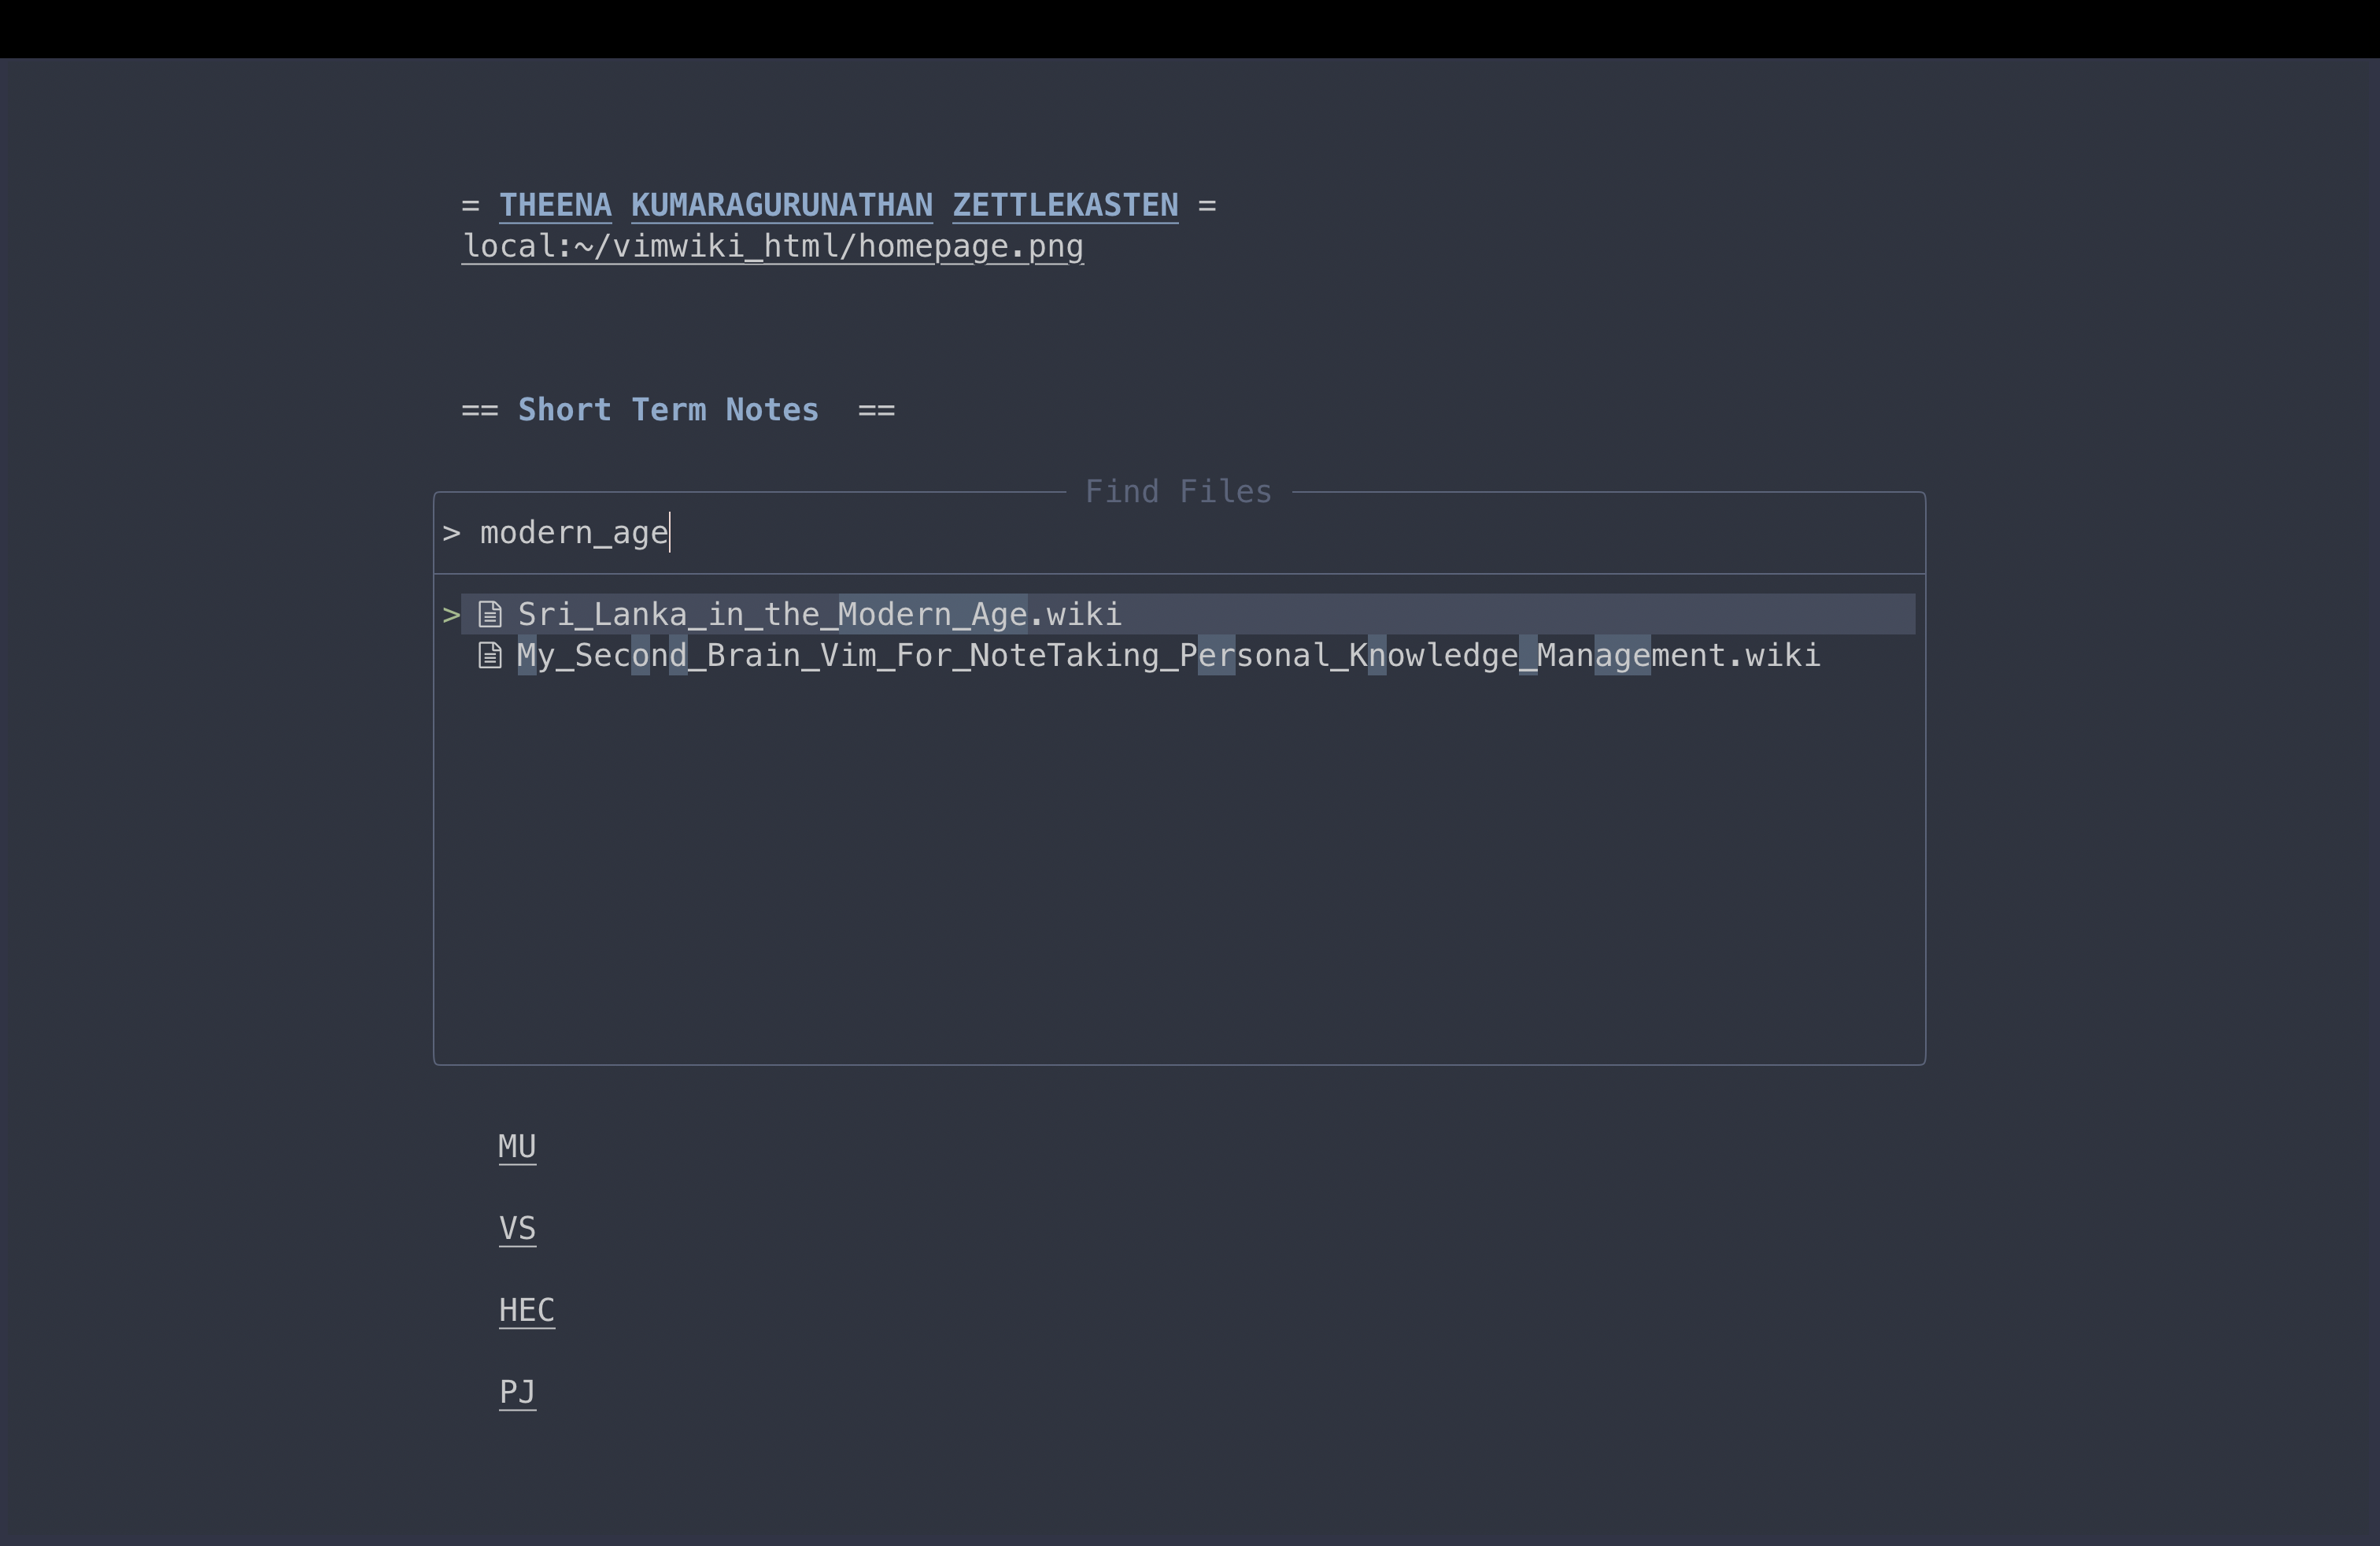 = THEENA KUMARAGURUNATHAN ZETTLEKASTEN =
local:~/vimwiki_html/homepage.png
== Short Term Notes  ==
Find Files
> modern_age
> Sri_Lanka_in_the_Modern_Age.wiki
My_Second_Brain_Vim_For_NoteTaking_Personal_Knowledge_Management.wiki
MU
VS
HEC
PJ